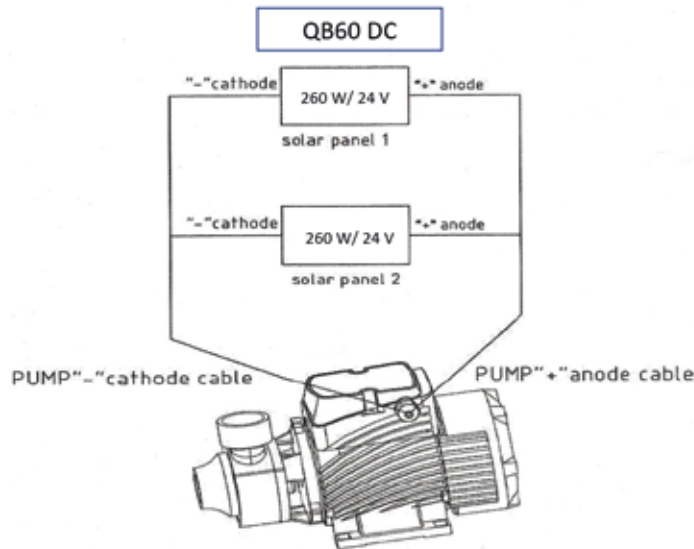 QB60 DC
"-"cathode
260 W/ 24 V
"+" anode
solar panel 1
"-"cathode
260 W/ 24 V
"+" anode
solar panel 2
PUMP"-"cathode cable
PUMP"+"anode cable